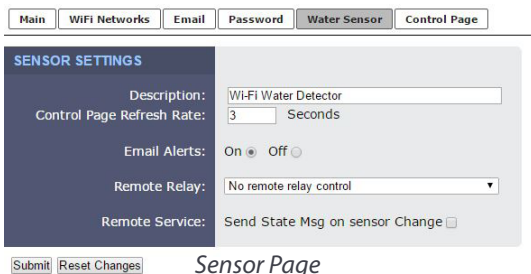 Main WiFi Networks Email Password Water Sensor Control Page
SENSOR SETTINGS
Description: Wi-Fi Water Detector
Control Page Refresh Rate: 3 Seconds
Email Alerts: On Off
Remote Relay: No remote relay control
Remote Service: Send State Msg on sensor Change
Submit Reset Changes
Sensor Page